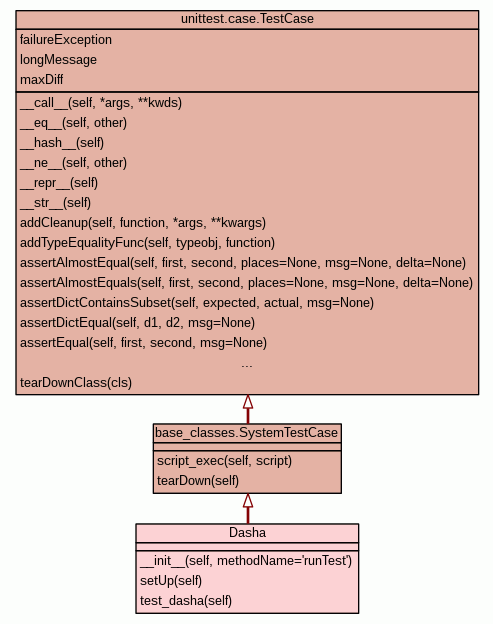 unittest.case.TestCase
failureException
longMessage
maxDiff
__call__(self, *args, **kwds)
__eq__(self, other)
__hash__(self)
__ne__(self, other)
__repr__(self)
__str__(self)
addCleanup(self, function, *args, **kwargs)
addTypeEqualityFunc(self, typeobj, function)
assertAlmostEqual(self, first, second, places=None, msg=None, delta=None)
assertAlmostEquals(self, first, second, places=None, msg=None, delta=None)
assertDictContainsSubset(self, expected, actual, msg=None)
assertDictEqual(self, d1, d2, msg=None)
assertEqual(self, first, second, msg=None)
...
tearDownClass(cls)
base_classes.SystemTestCase
script_exec(self, script)
tearDown(self)
Dasha
__init__(self, methodName='runTest')
setUp(self)
test_dasha(self)